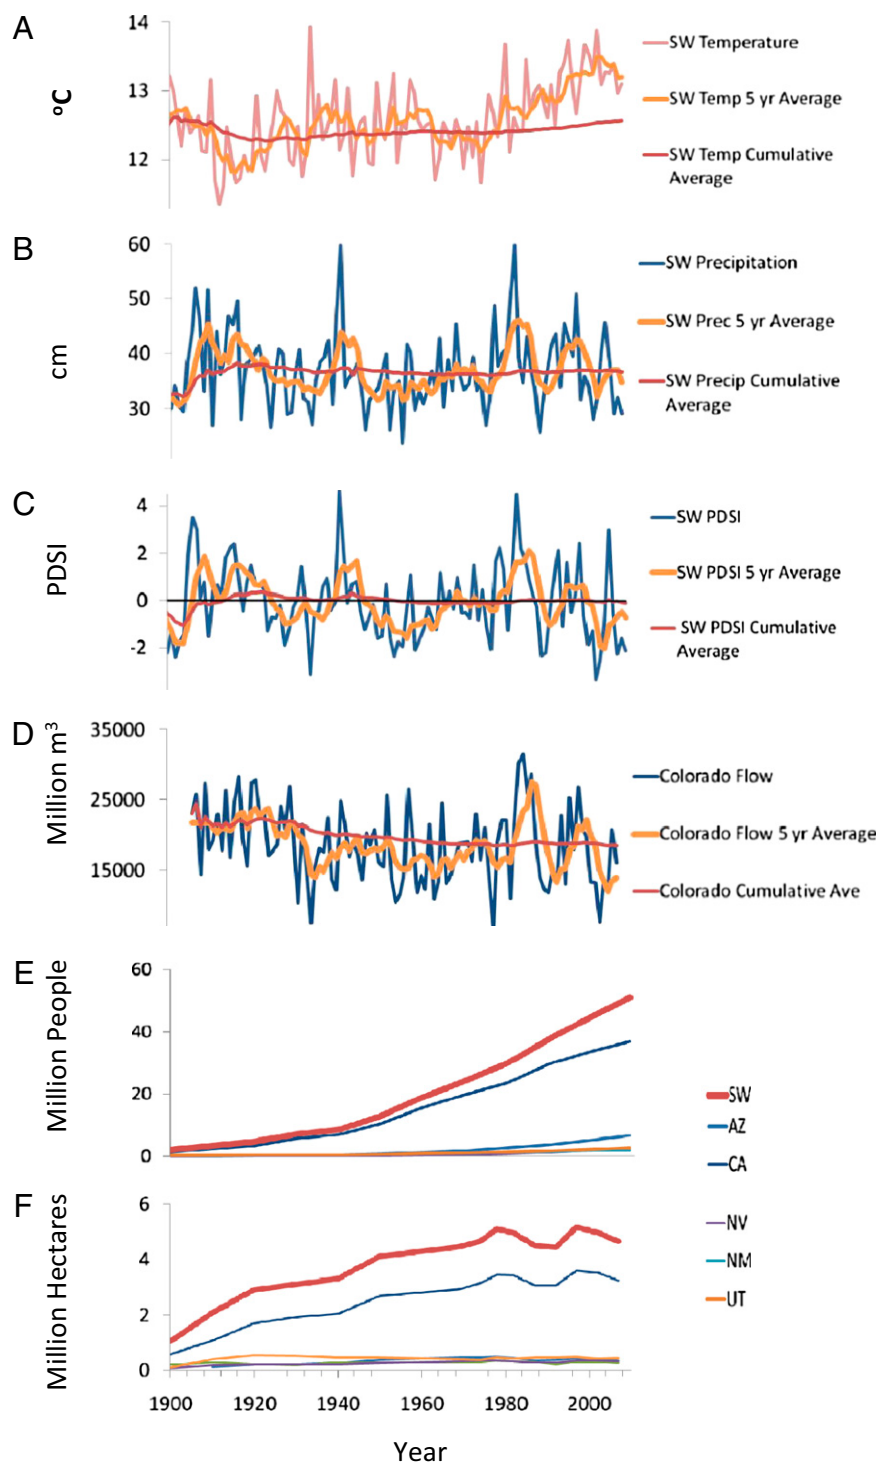 A
ºC
14
13
12
SW Temperature
SW Temp 5 yr Average
SW Temp Cumulative
Average
B
cm
60
50
40
30
SW Precipitation
SW Prec 5 yr Average
SW Precip Cumulative
Average
C
PDSI
4
2
0
-2
SW PDSI
SW PDSI 5 yr Average
SW PDSI Cumulative
Average
D
Million m³
35000
25000
15000
Colorado Flow
Colorado Flow 5 yr Average
Colorado Cumulative Ave
E
Million People
60
40
20
0
SW
AZ
CA
F
Million Hectares
6
4
2
0
NV
NM
UT
1900 1920 1940 1960 1980 2000
Year